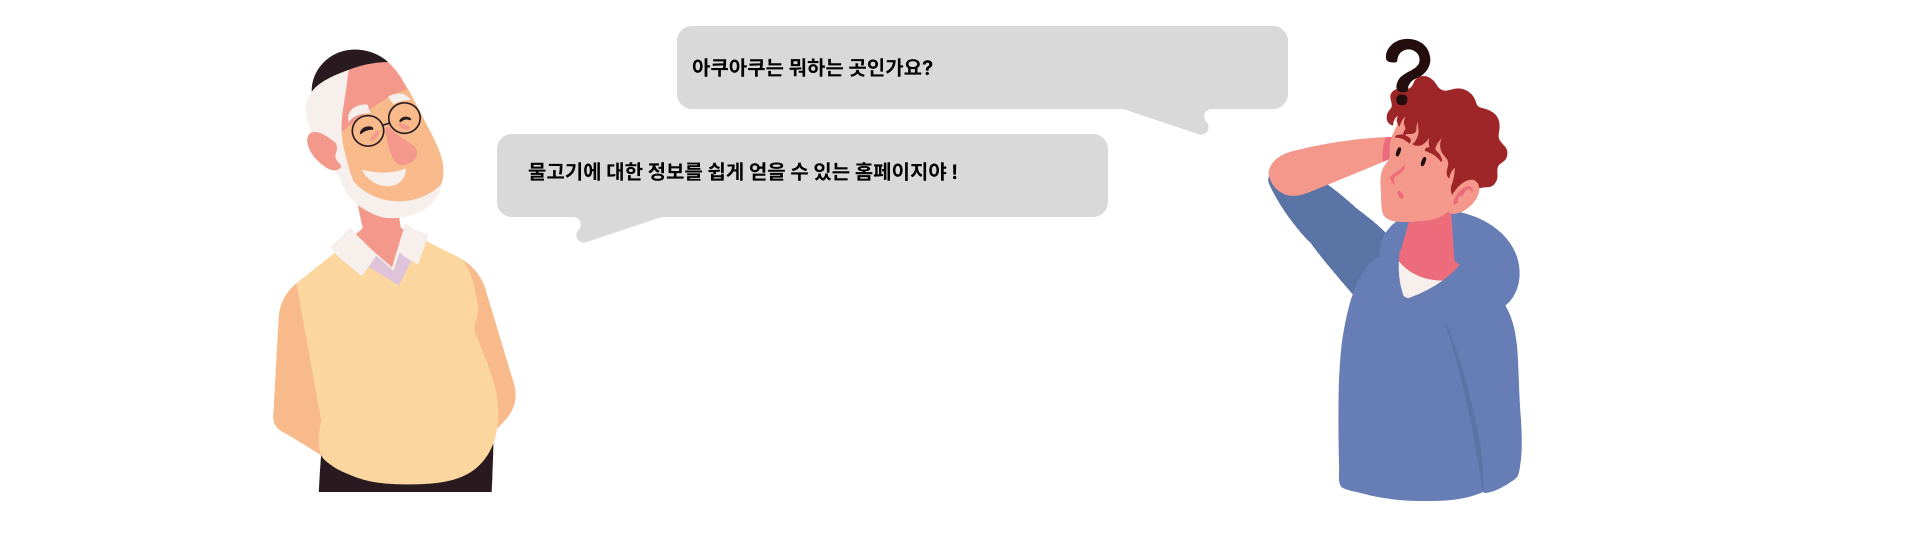 ?
아쿠아쿠는 뭐하는 곳인가요?
물고기에 대한 정보를 쉽게 얻을 수 있는 홈페이지야 !